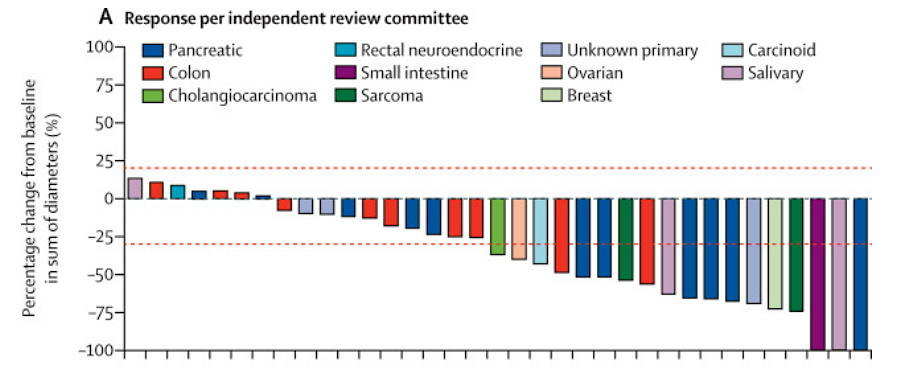 A Response per independent review committee
Percentage change from baseline
in sum of diameters (%)
100
75
50
25
0
−25
−50
−75
−100
Pancreatic Rectal neuroendocrine Unknown primary Carcinoid
Colon Small intestine Ovarian Salivary
Cholangiocarcinoma Sarcoma Breast